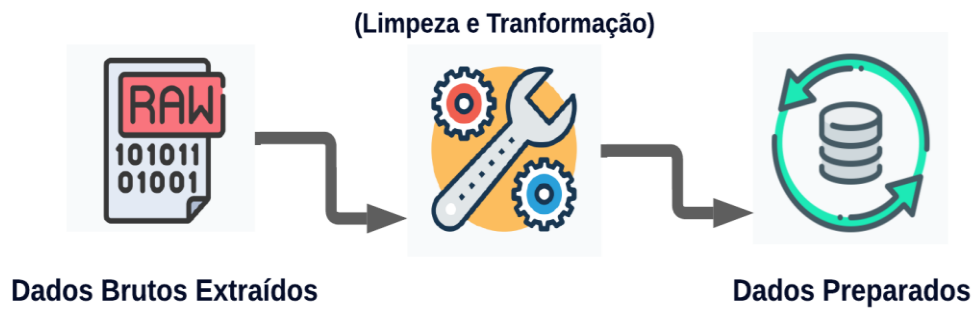 (Limpeza e Tranformação)
RAW
101011
01001
Dados Brutos Extraídos
Dados Preparados